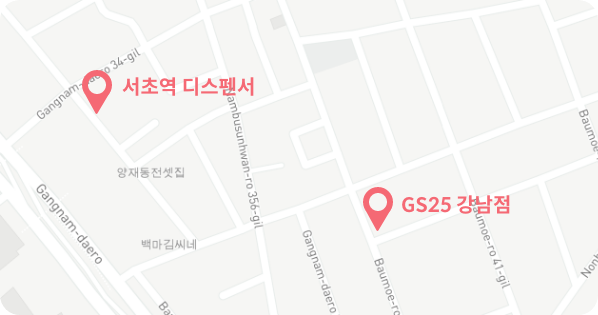 Gangnam-daero 34-gil
서초역 디스펜서
Nambusunhwan-ro 356-gil
Baumoe-ro
양재동전셋집
Gangnam-daero
GS25 강남점
Baumoe-ro 41-gil
백마김씨네
Gangnam-daero
Baumoe-ro